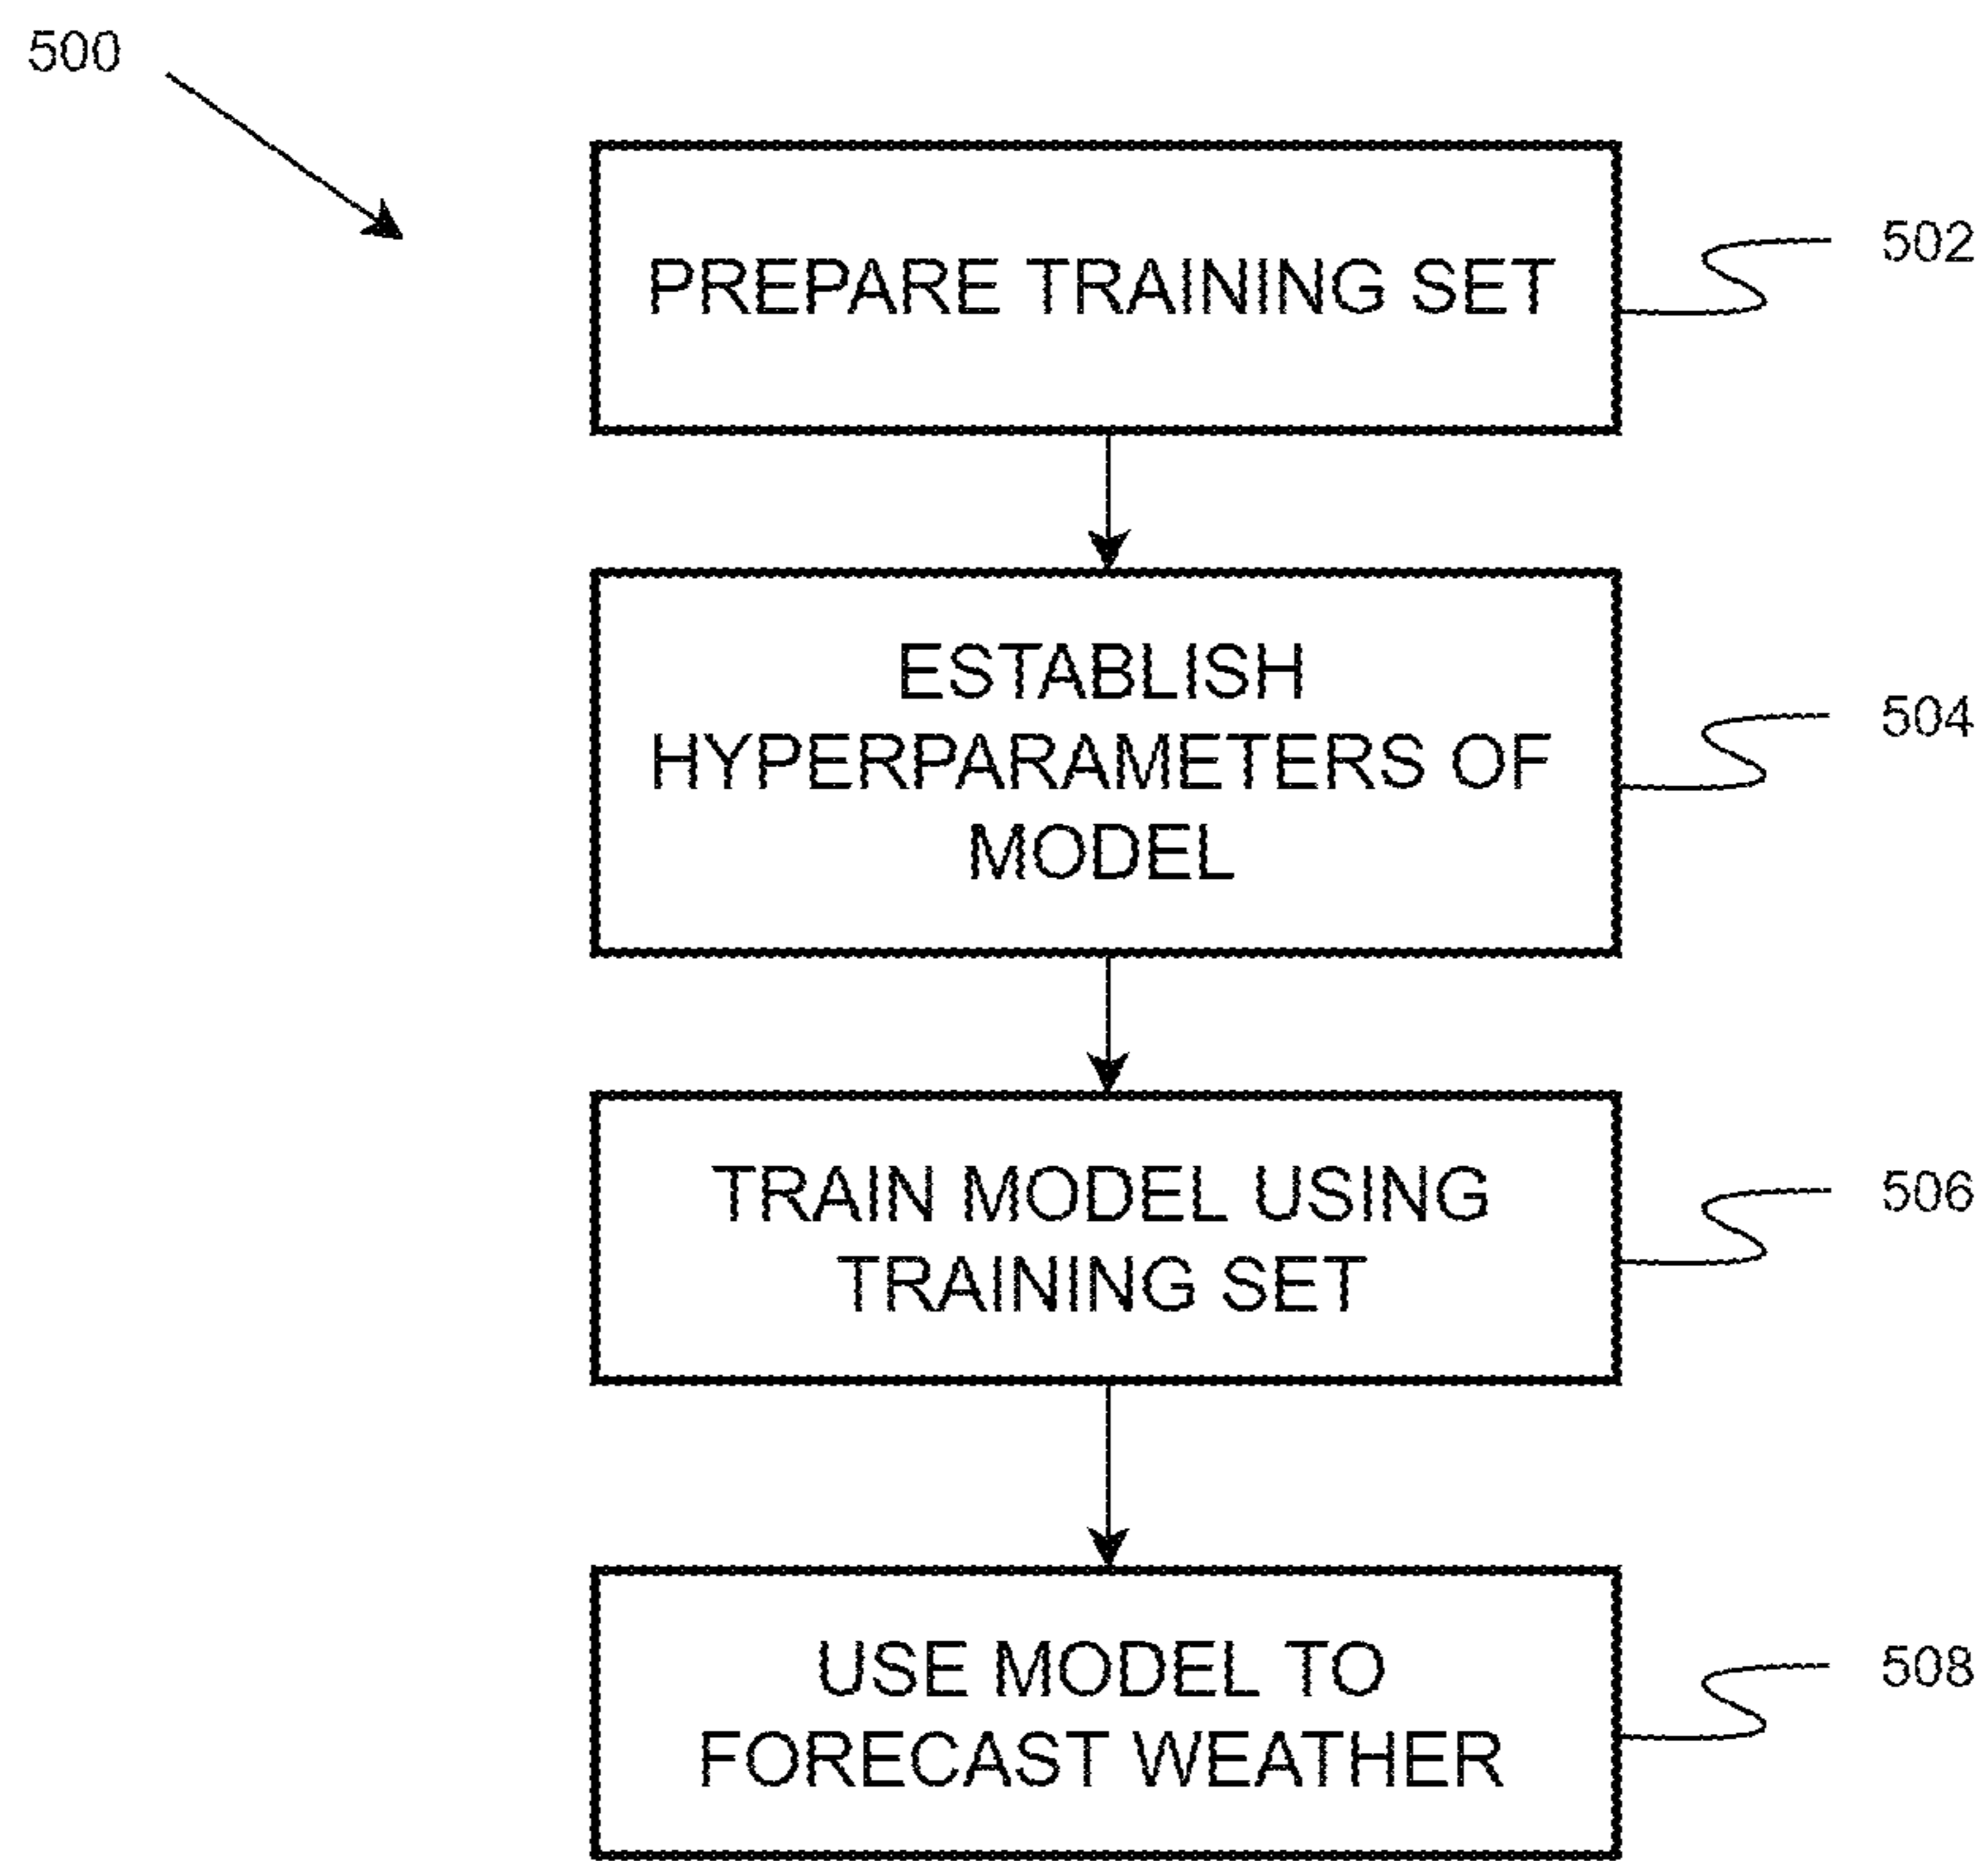 500
PREPARE TRAINING SET
502
ESTABLISH
HYPERPARAMETERS OF
MODEL
504
TRAIN MODEL USING
TRAINING SET
506
USE MODEL TO
FORECAST WEATHER
508